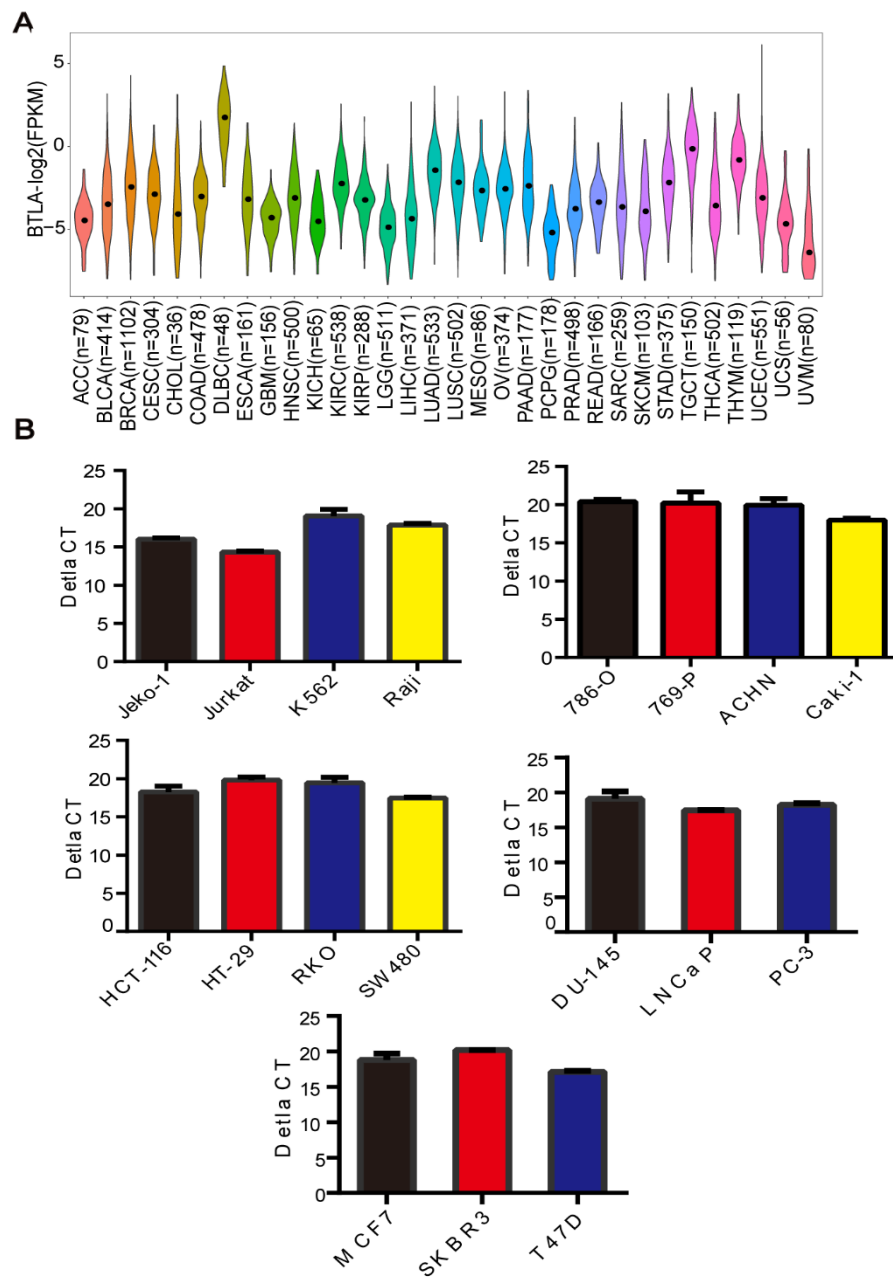 A
BTLA-log2(FPKM)
5
0
−5
ACC(n=79)
BLCA(n=414)
BRCA(n=1102)
CESC(n=304)
CHOL(n=36)
COAD(n=478)
DLBC(n=48)
ESCA(n=161)
GBM(n=156)
HNSC(n=500)
KICH(n=65)
KIRC(n=538)
KIRP(n=288)
LGG(n=511)
LIHC(n=371)
LUAD(n=533)
LUSC(n=502)
MESO(n=86)
OV(n=374)
PAAD(n=177)
PCPG(n=178)
PRAD(n=498)
READ(n=166)
SARC(n=259)
SKCM(n=103)
STAD(n=375)
TGCT(n=150)
THCA(n=502)
THYM(n=119)
UCEC(n=551)
UCS(n=56)
UVM(n=80)
B
Detla CT
25
20
15
10
5
0
Jeko-1
Jurkat
K562
Raji
Detla CT
25
20
15
10
5
0
786-O
769-P
ACHN
Caki-1
Detla CT
25
20
15
10
5
0
HCT-116
HT-29
RKO
SW480
Detla CT
25
20
15
10
5
0
DU-145
LNCaP
PC-3
Detla CT
25
20
15
10
5
0
MCF7
SKBR3
T47D